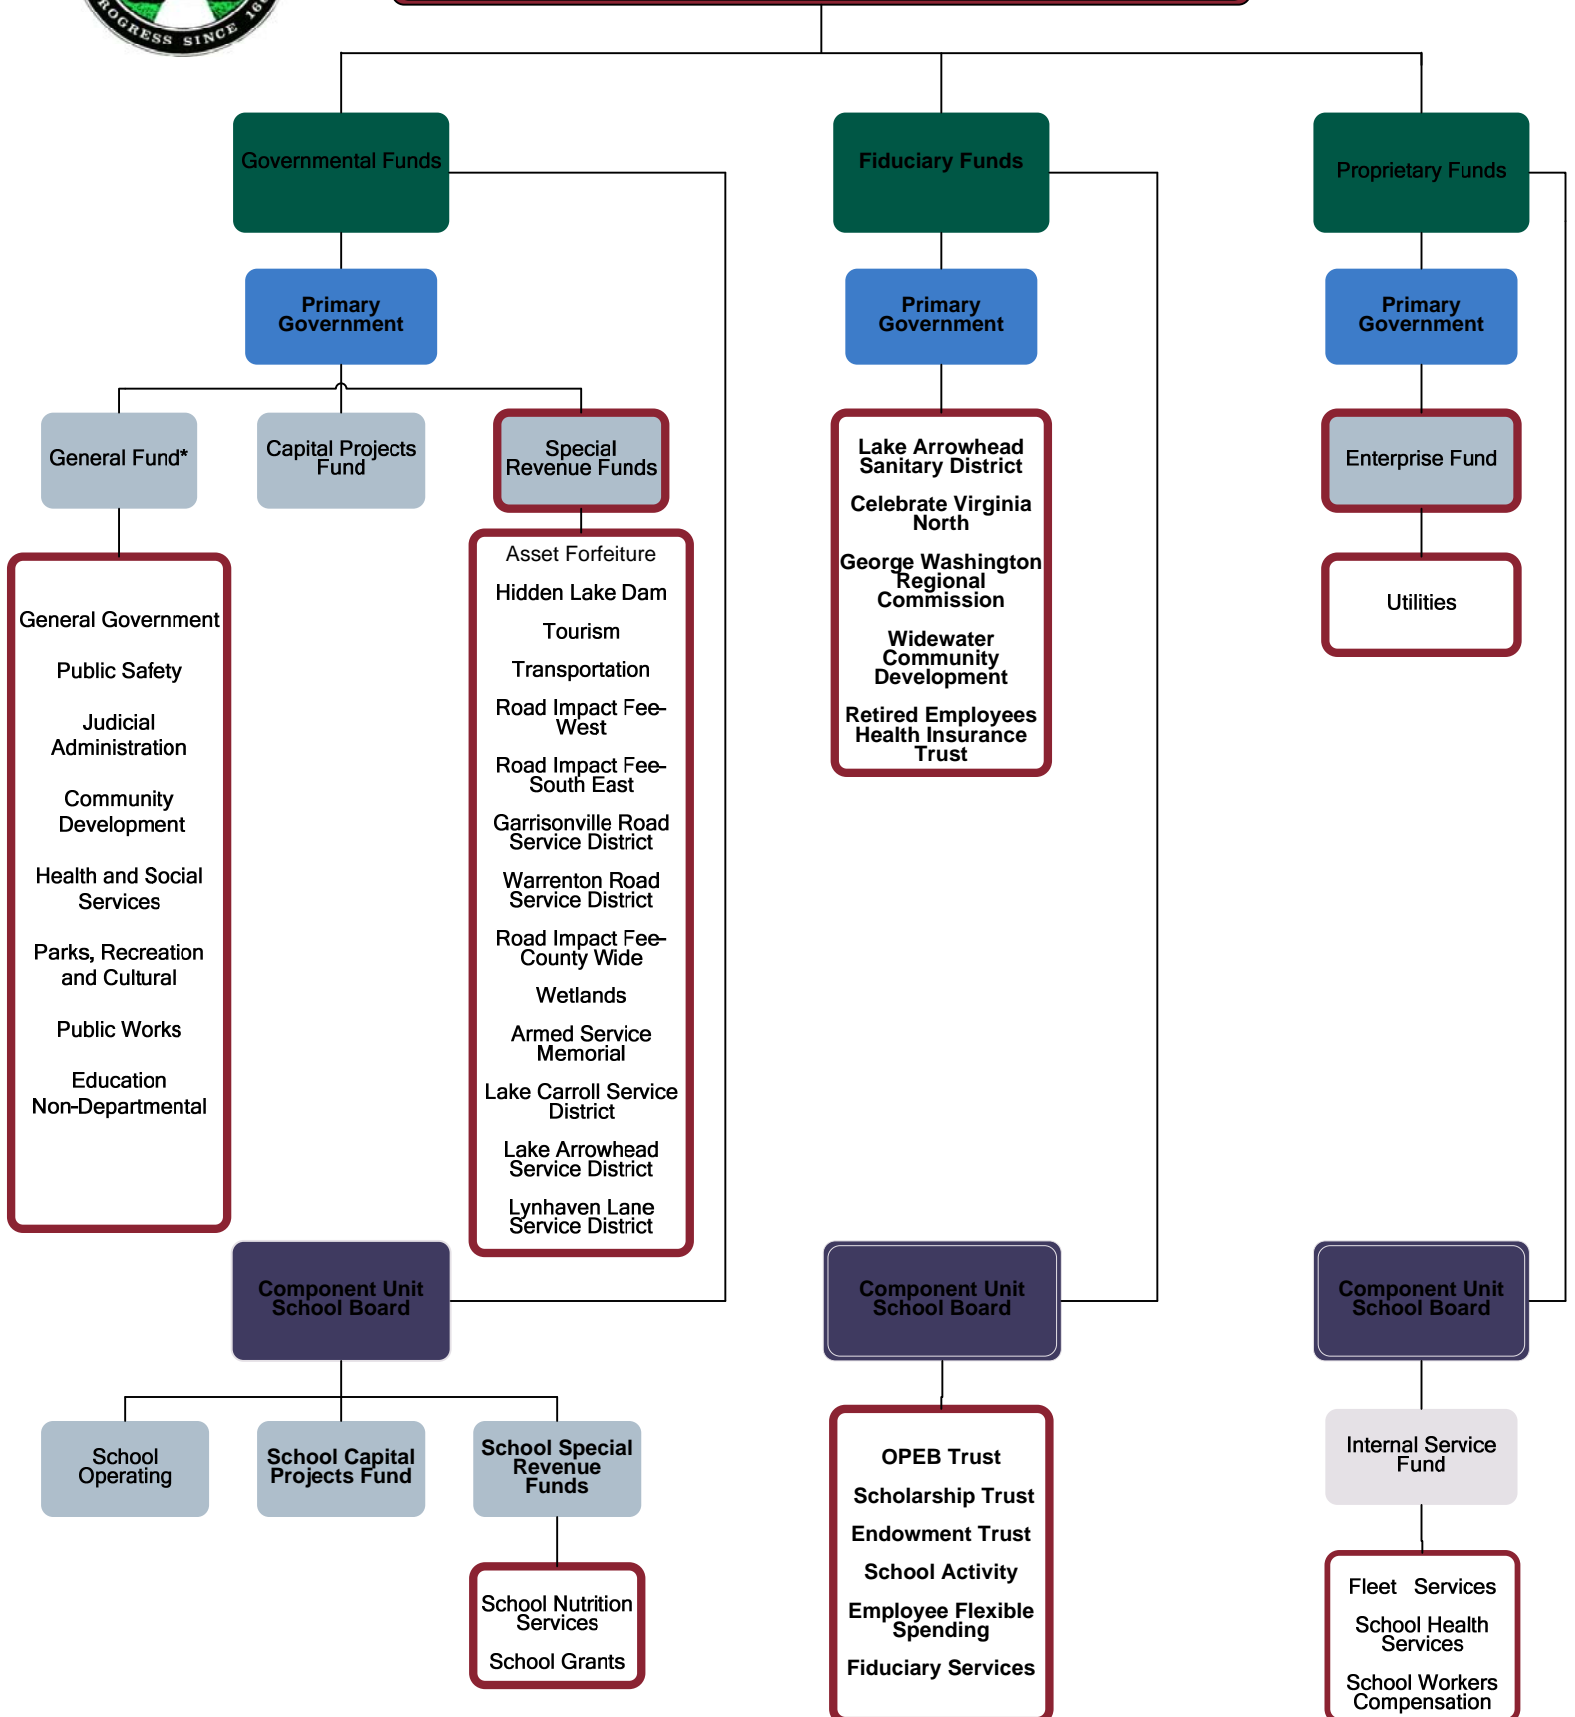 PROGRESS SINCE
Governmental Funds
Fiduciary Funds
Proprietary Funds
Primary
Government
Primary
Government
Primary
Government
General Fund*
Capital Projects
Fund
Special
Revenue Funds
General Government
Public Safety
Judicial
Administration
Community
Development
Health and Social
Services
Parks, Recreation
and Cultural
Public Works
Education
Non-Departmental
Asset Forfeiture
Hidden Lake Dam
Tourism
Transportation
Road Impact Fee-
West
Road Impact Fee-
South East
Garrisonville Road
Service District
Warrenton Road
Service District
Road Impact Fee-
County Wide
Wetlands
Armed Service
Memorial
Lake Carroll Service
District
Lake Arrowhead
Service District
Lynhaven Lane
Service District
Lake Arrowhead
Sanitary District
Celebrate Virginia
North
George Washington
Regional
Commission
Widewater
Community
Development
Retired Employees
Health Insurance
Trust
Enterprise Fund
Utilities
Component Unit
School Board
Component Unit
School Board
Component Unit
School Board
School
Operating
School Capital
Projects Fund
School Special
Revenue
Funds
School Nutrition
Services
School Grants
OPEB Trust
Scholarship Trust
Endowment Trust
School Activity
Employee Flexible
Spending
Fiduciary Services
Internal Service
Fund
Fleet Services
School Health
Services
School Workers
Compensation